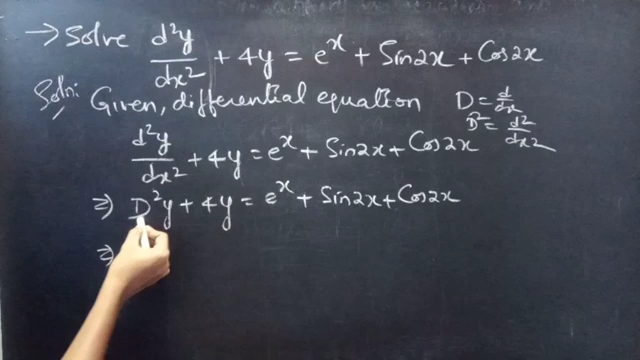 → Solve d²y/dx² + 4y = eˣ + Sin2x + Cos2x
Soln: Given, differential equation D = d/dx
D² = d²/dx²
d²y/dx² + 4y = eˣ + Sin2x + Cos2x
⇒ D²y + 4y = eˣ + Sin2x + Cos2x
⇒